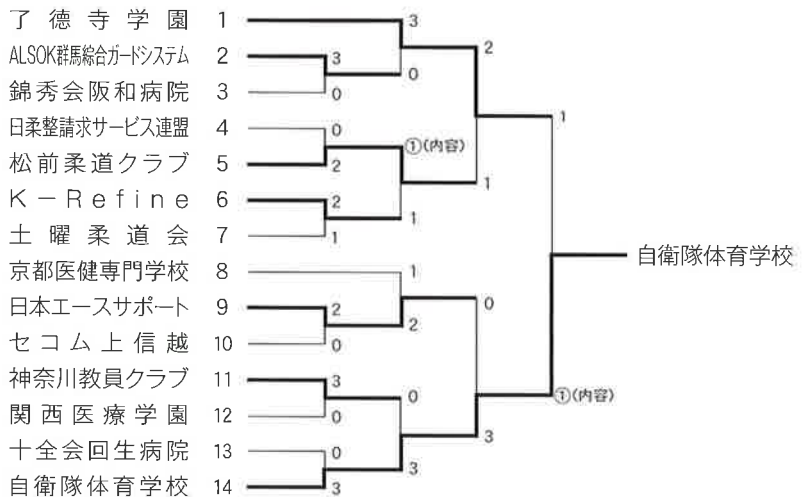 了徳寺学園 1
ALSOK群馬綜合ガードシステム 2
錦秀会阪和病院 3
日柔整請求サービス連盟 4
松前柔道クラブ 5
K－Refine 6
土曜柔道会 7
京都医健専門学校 8
日本エースサポート 9
セコム上信越 10
神奈川教員クラブ 11
関西医療学園 12
十全会回生病院 13
自衛隊体育学校 14
3
0
0
2
2
1
2
0
3
0
0
3
3
0
①(内容)
1
1
2
0
3
2
1
0
3
1
①(内容)
自衛隊体育学校